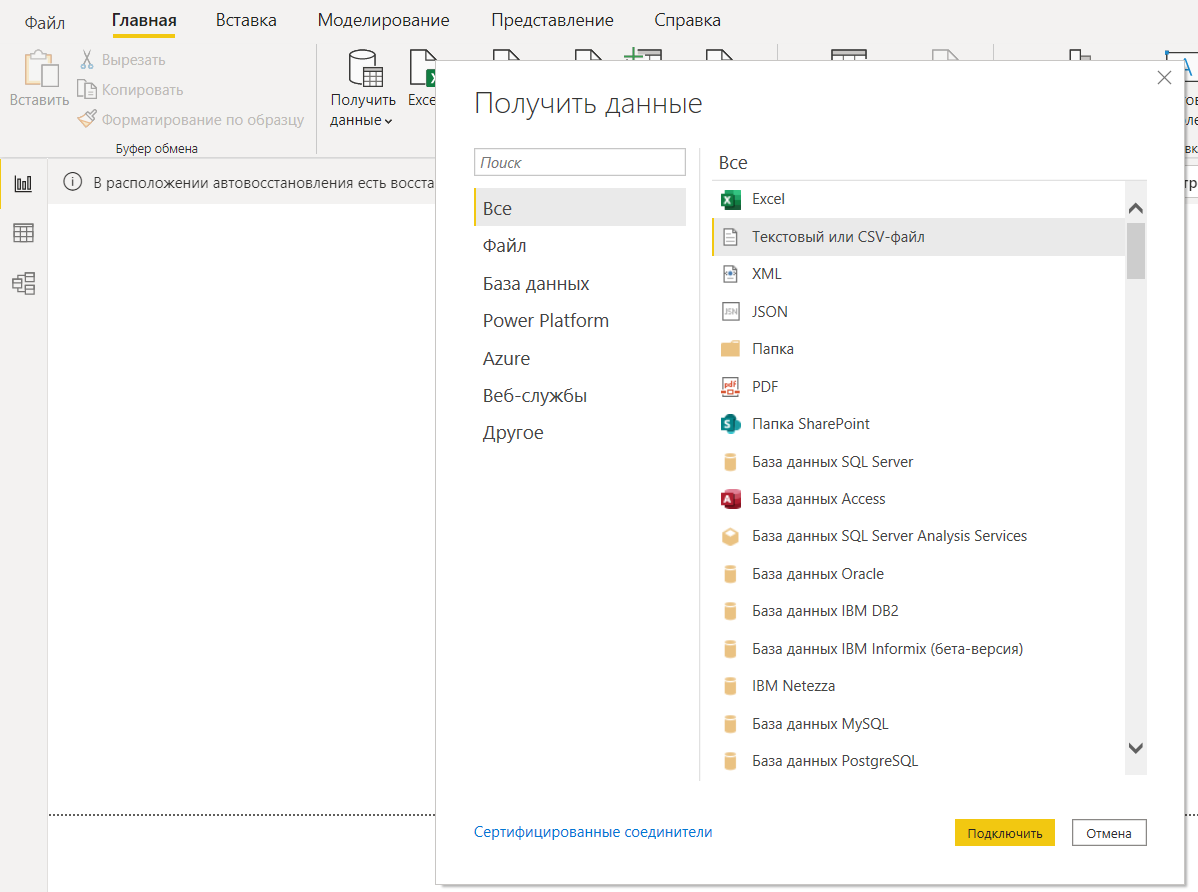 Файл Главная Вставка Моделирование Представление Справка
Вставить
Вырезать
Копировать
Форматирование по образцу
Буфер обмена
Получить
данные
В расположении автовосстановления есть
Получить данные
Поиск
Все
Файл
База данных
Power Platform
Azure
Веб-службы
Другое
Все
Excel
Текстовый или CSV-файл
XML
JSON
Папка
PDF
Папка SharePoint
База данных SQL Server
База данных Access
База данных SQL Server Analysis Services
База данных Oracle
База данных IBM DB2
База данных IBM Informix (бета-версия)
IBM Netezza
База данных MySQL
База данных PostgreSQL
Сертифицированные соединители
Подключить
Отмена